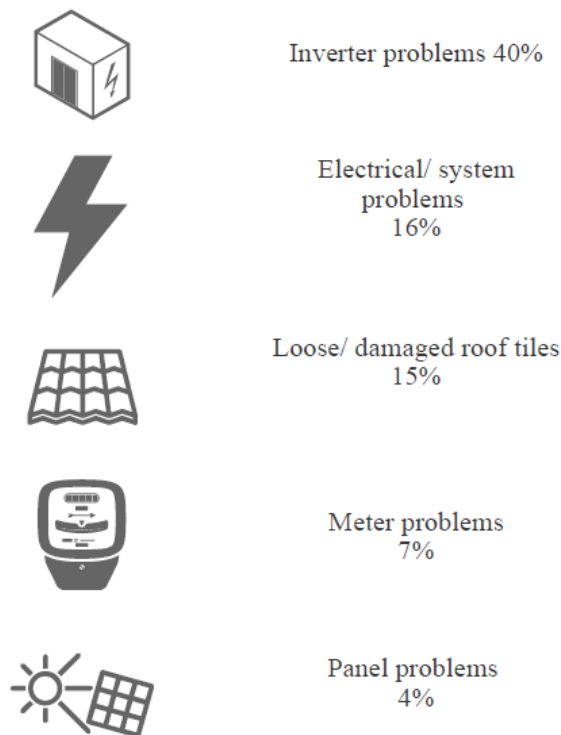 Inverter problems 40%
Electrical/ system
problems
16%
Loose/ damaged roof tiles
15%
Meter problems
7%
Panel problems
4%